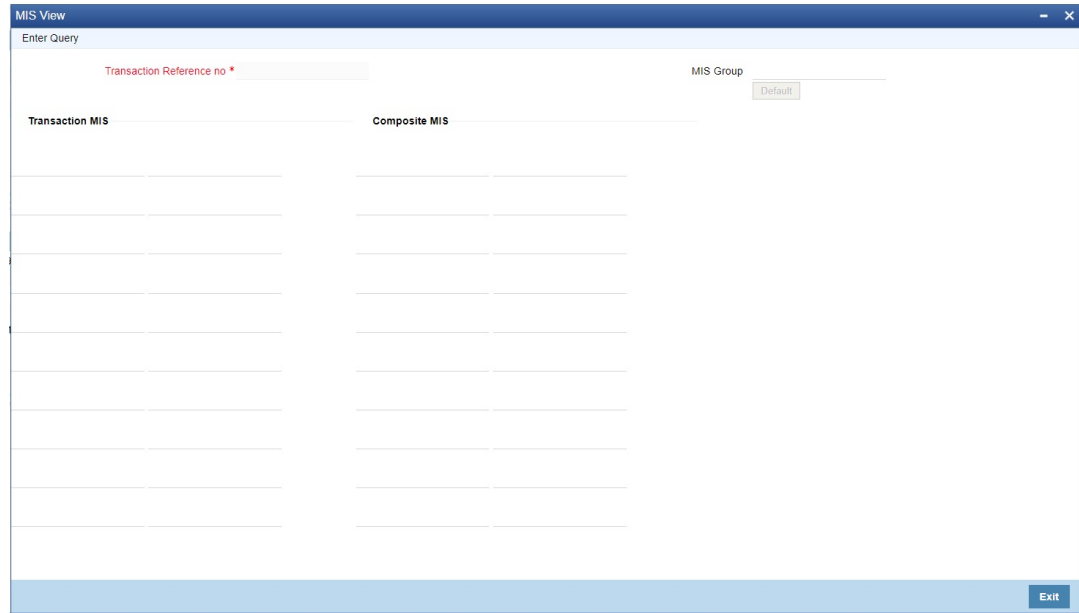 MIS View
Enter Query
Transaction Reference no * MIS Group
Default
Transaction MIS Composite MIS
Exit